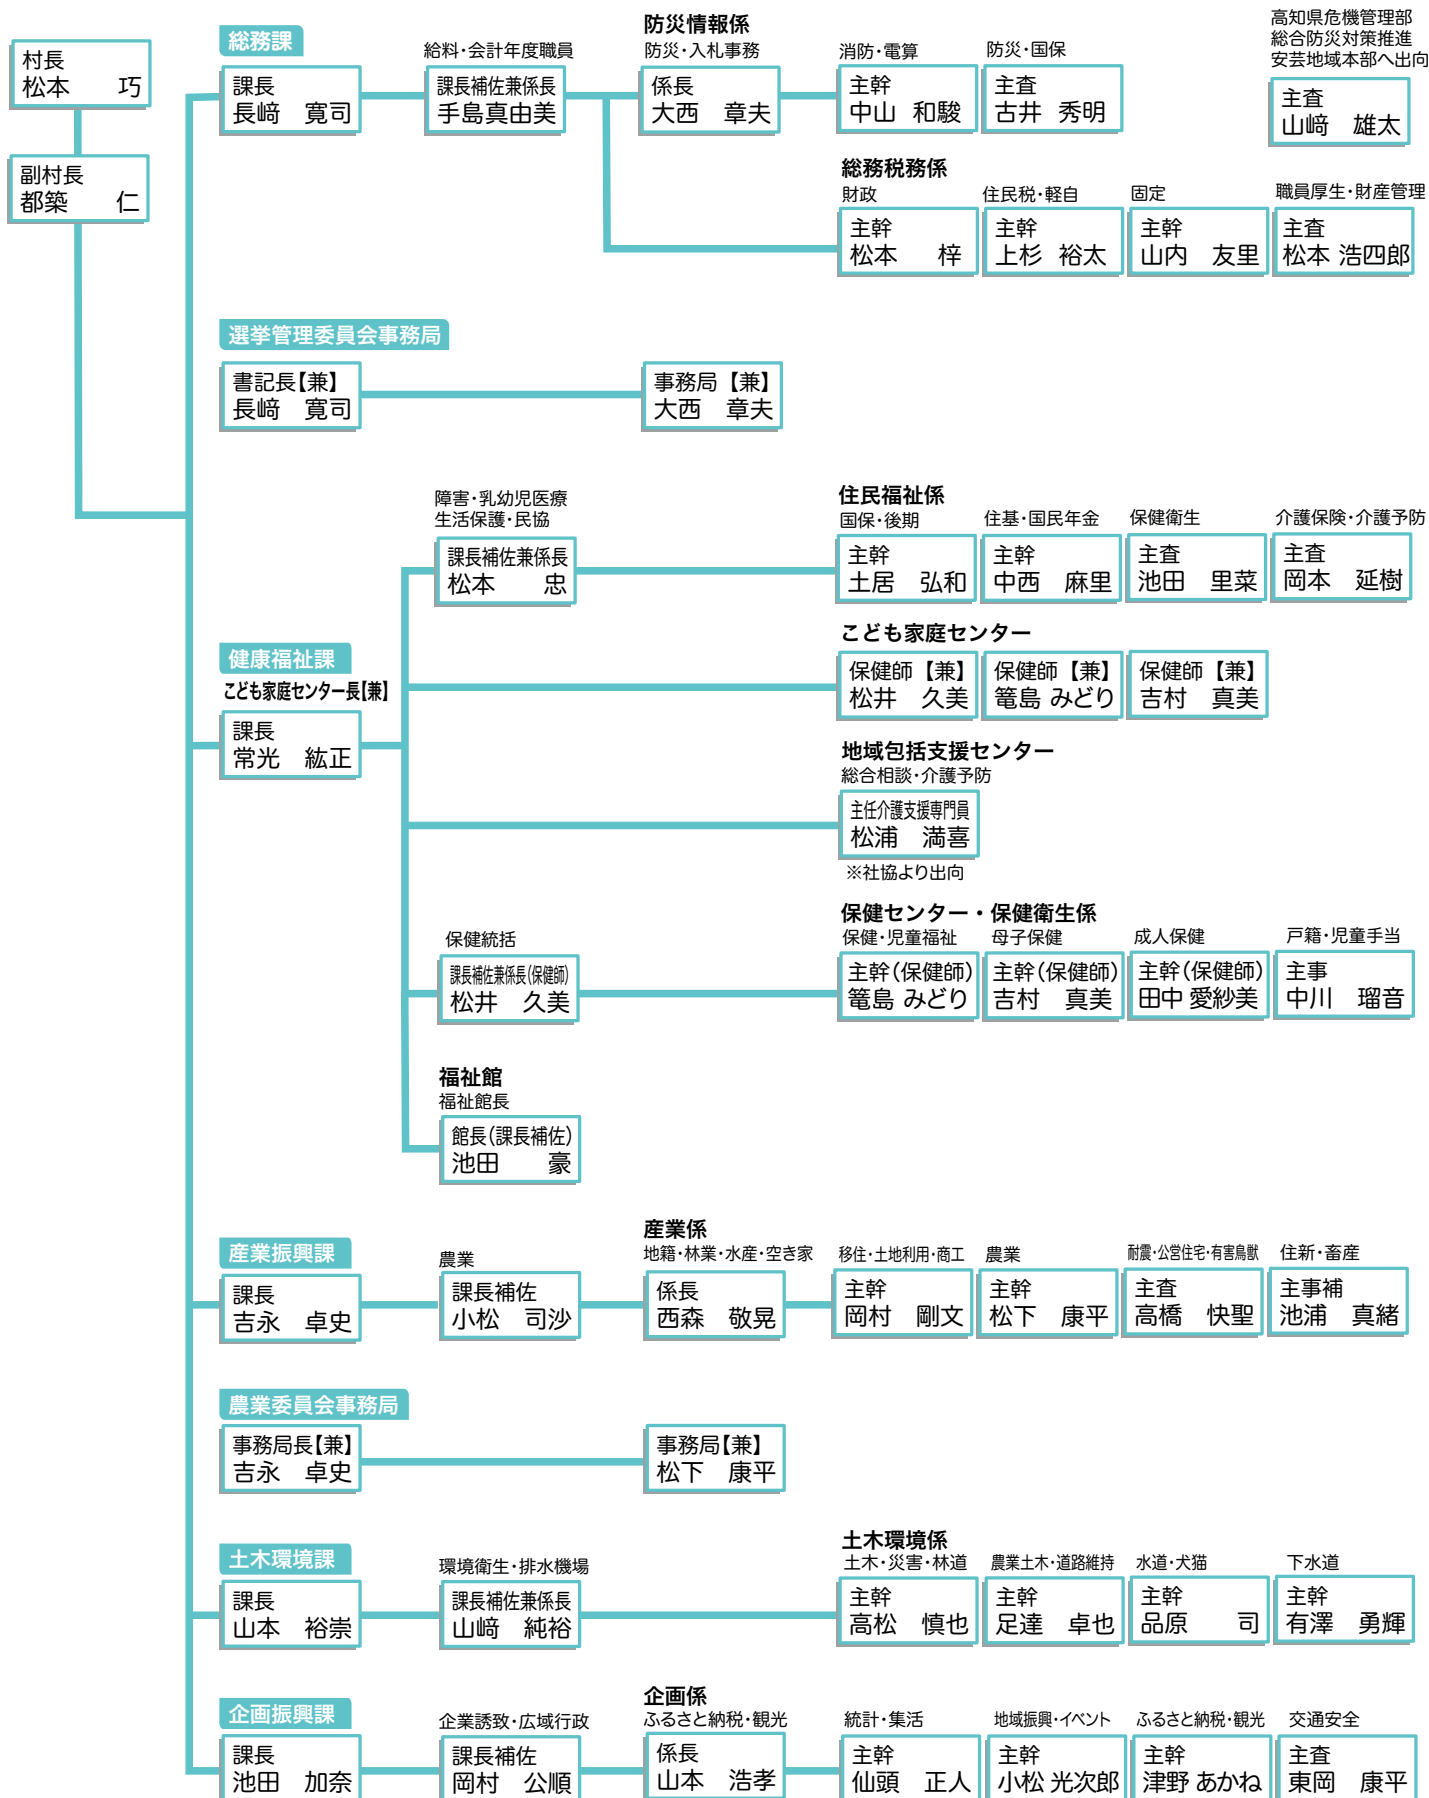 村長
松本 巧
副村長
都築 仁
総務課
課長
長﨑 寛司
給料・会計年度職員
課長補佐兼係長
手島真由美
防災情報係
防災・入札事務
係長
大西 章夫
消防・電算
主幹
中山 和駿
防災・国保
主査
古井 秀明
高知県危機管理部
総合防災対策推進
安芸地域本部へ出向
主査
山﨑 雄太
総務税務係
財政
主幹
松本 梓
住民税・軽自
主幹
上杉 裕太
固定
主幹
山内 友里
職員厚生・財産管理
主査
松本 浩四郎
選挙管理委員会事務局
書記長【兼】
長﨑 寛司
事務局【兼】
大西 章夫
健康福祉課
こども家庭センター長【兼】
課長
常光 紘正
障害・乳幼児医療
生活保護・民協
課長補佐兼係長
松本 忠
住民福祉係
国保・後期
主幹
土居 弘和
住基・国民年金
主幹
中西 麻里
保健衛生
主査
池田 里菜
介護保険・介護予防
主査
岡本 延樹
こども家庭センター
保健師【兼】
松井 久美
保健師【兼】
篭島 みどり
保健師【兼】
吉村 真美
地域包括支援センター
総合相談・介護予防
主任介護支援専門員
松浦 満喜
※社協より出向
保健統括
課長補佐兼係長（保健師）
松井 久美
保健センター・保健衛生係
保健・児童福祉
主幹（保健師）
篭島 みどり
母子保健
主幹（保健師）
吉村 真美
成人保健
主幹（保健師）
田中 愛紗美
戸籍・児童手当
主事
中川 瑠音
福祉館
福祉館長
館長（課長補佐）
池田 豪
産業振興課
課長
吉永 卓史
農業
課長補佐
小松 司沙
産業係
地籍・林業・水産・空き家
係長
西森 敬晃
移住・土地利用・商工
主幹
岡村 剛文
農業
主幹
松下 康平
耐震・公営住宅・有害鳥獣
主査
高橋 快聖
住新・畜産
主事補
池浦 真緒
農業委員会事務局
事務局長【兼】
吉永 卓史
事務局【兼】
松下 康平
土木環境課
課長
山本 裕崇
環境衛生・排水機場
課長補佐兼係長
山﨑 純裕
土木環境係
土木・災害・林道
主幹
高松 慎也
農業土木・道路維持
主幹
足達 卓也
水道・犬猫
主幹
品原 司
下水道
主幹
有澤 勇輝
企画振興課
課長
池田 加奈
企業誘致・広域行政
課長補佐
岡村 公順
企画係
ふるさと納税・観光
係長
山本 浩孝
統計・集活
主幹
仙頭 正人
地域振興・イベント
主幹
小松 光次郎
ふるさと納税・観光
主幹
津野 あかね
交通安全
主査
東岡 康平